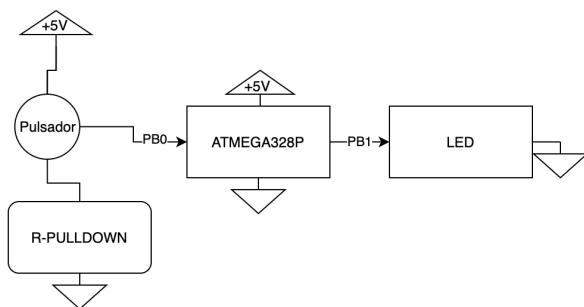 +5V
+5V
Pulsador
PB0
ATMEGA328P
PB1
LED
R-PULLDOWN